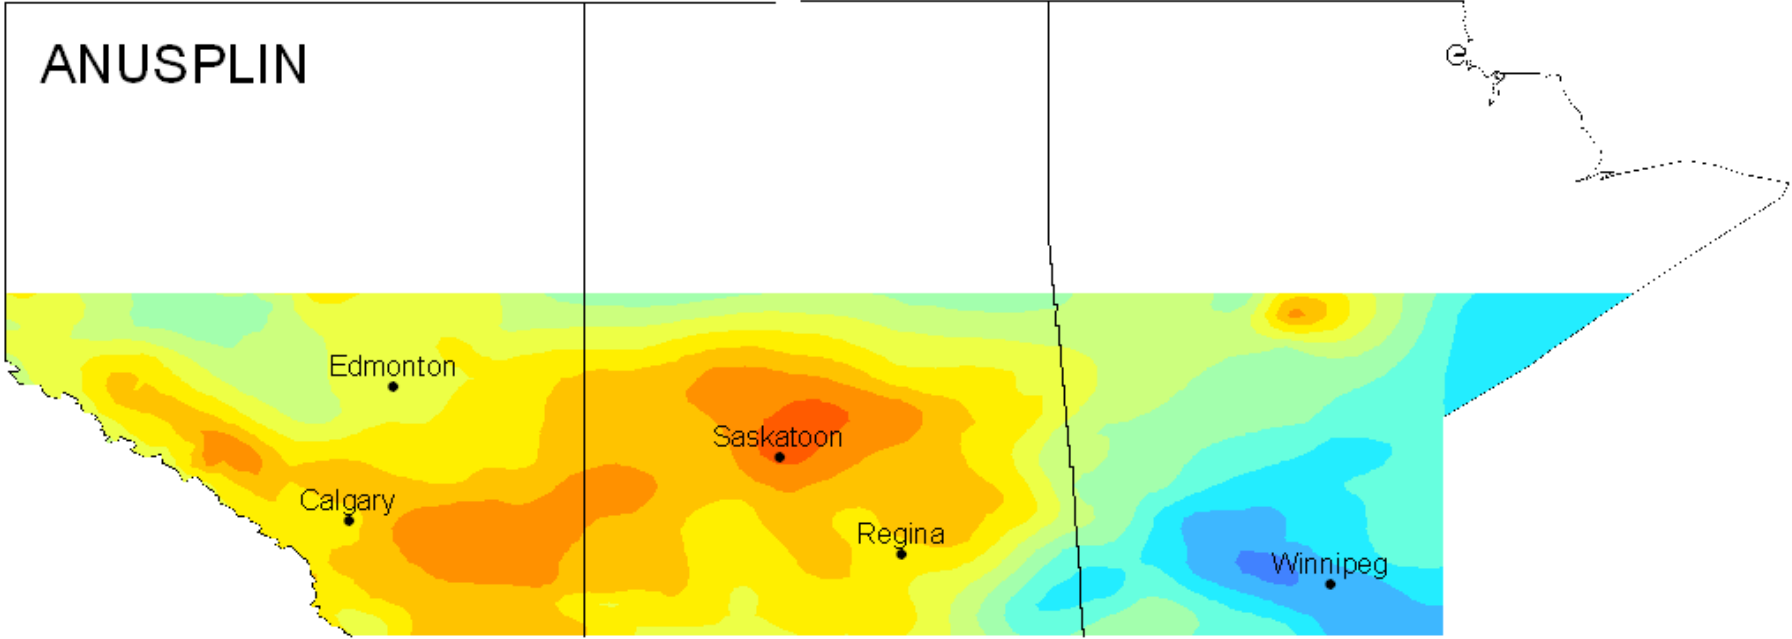 ANUSPLIN
Edmonton
Saskatoon
Calgary
Regina
Winnipeg